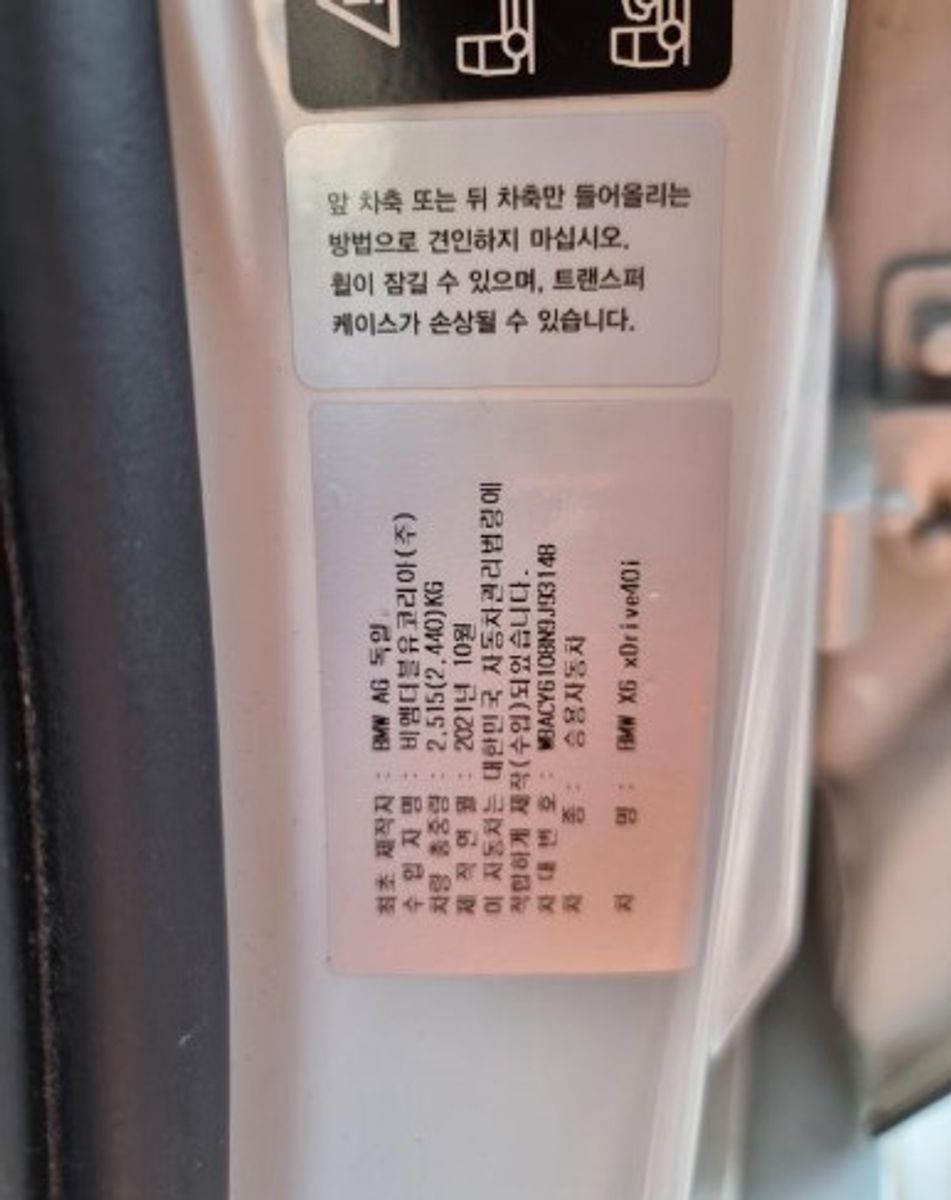 앞 차축 또는 뒤 차축만 들어올리는
방법으로 견인하지 마십시오.
휠이 잠길 수 있으며, 트랜스퍼
케이스가 손상될 수 있습니다.
최초 제작자 : BMW AG 독일
수 입 자 명 : 비엠더블유코리아(주)
차량 총중량 : 2,515(2,440)KG
제 작 연 월 : 2021년 10월
이 자동차는 대한민국 자동차관리법령에
적합하게 제작(수입)되었습니다.
차 대 번 호 : WBACY6108N9J93148
차 종 : 승용자동차
차 명 : BMW X6 xDrive40i